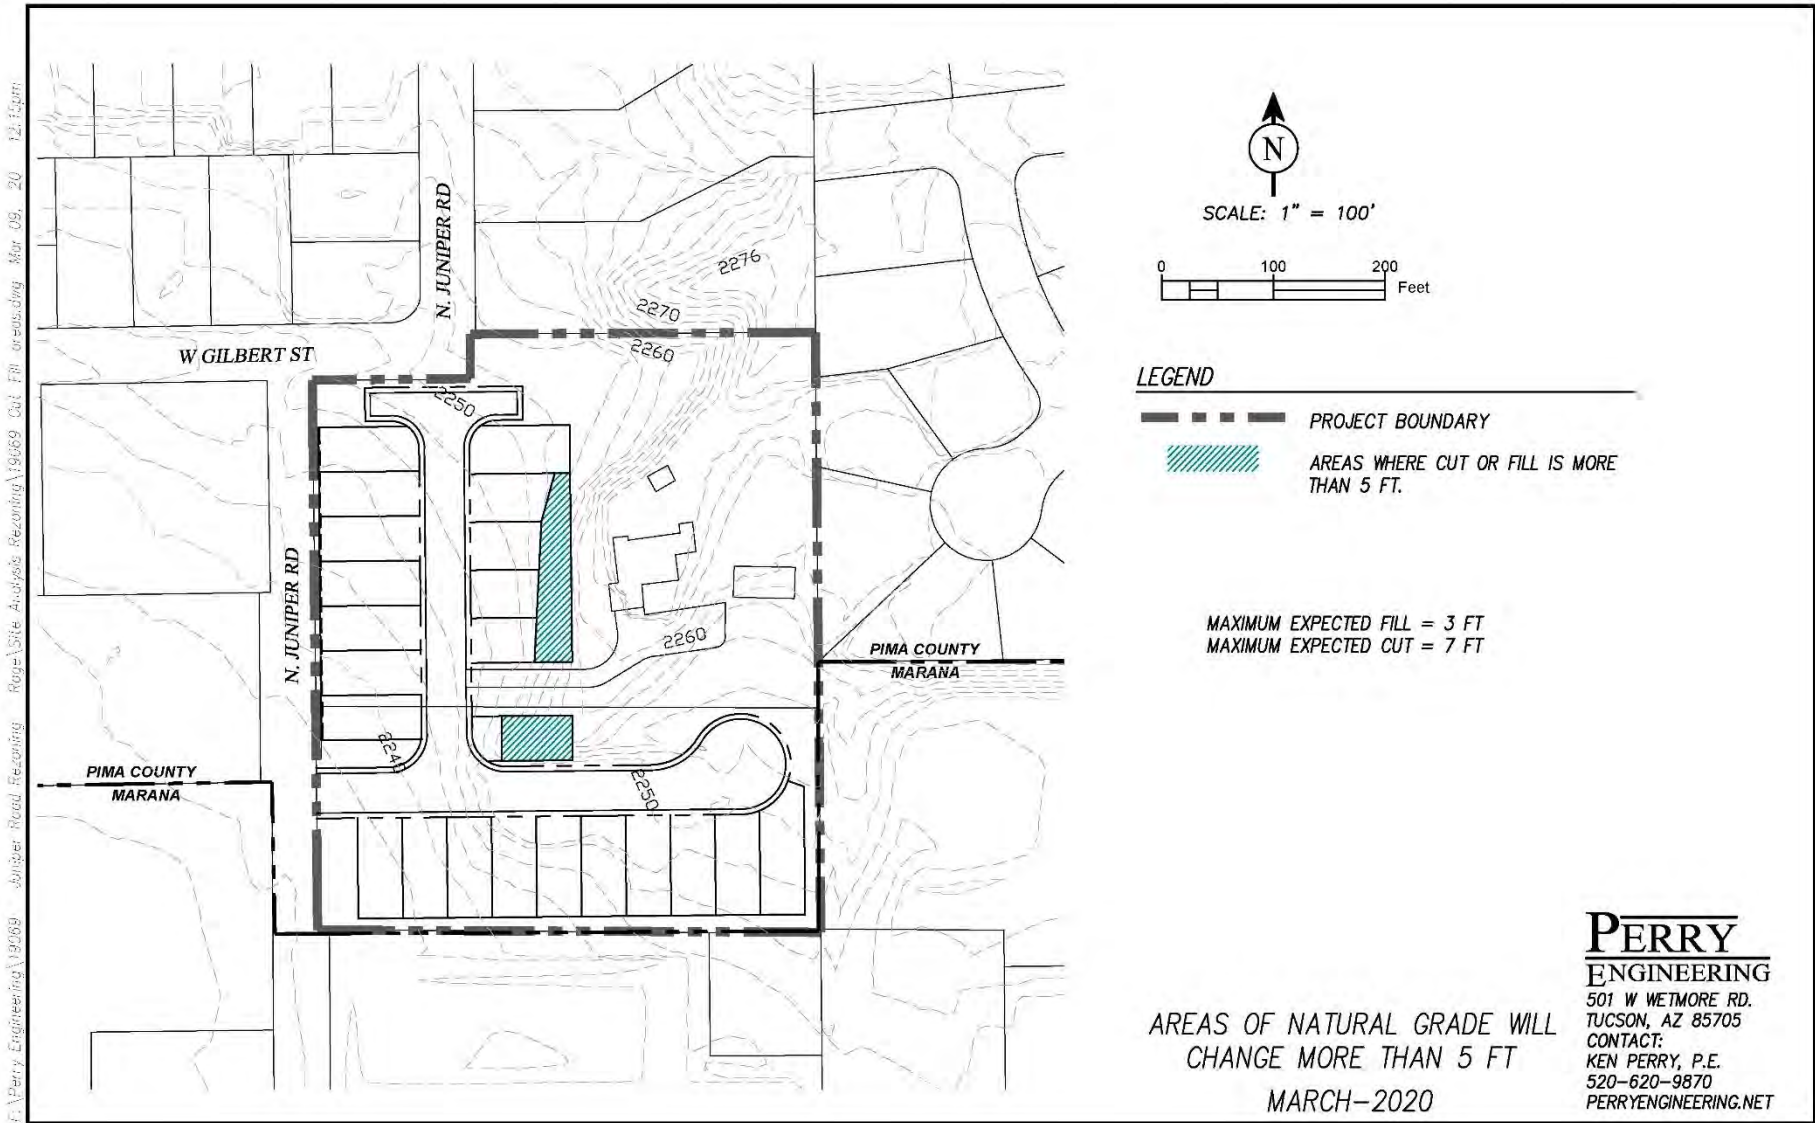 N
SCALE: 1" = 100'
0 100 200
Feet
LEGEND
PROJECT BOUNDARY
AREAS WHERE CUT OR FILL IS MORE
THAN 5 FT.
MAXIMUM EXPECTED FILL = 3 FT
MAXIMUM EXPECTED CUT = 7 FT
N. JUNIPER RD
2276
2270
2260
W GILBERT ST
2250
N. JUNIPER RD
2260
PIMA COUNTY
MARANA
2250
PIMA COUNTY
MARANA
AREAS OF NATURAL GRADE WILL
CHANGE MORE THAN 5 FT
MARCH-2020
PERRY
ENGINEERING
501 W WETMORE RD.
TUCSON, AZ 85705
CONTACT:
KEN PERRY, P.E.
520-620-9870
PERRYENGINEERING.NET